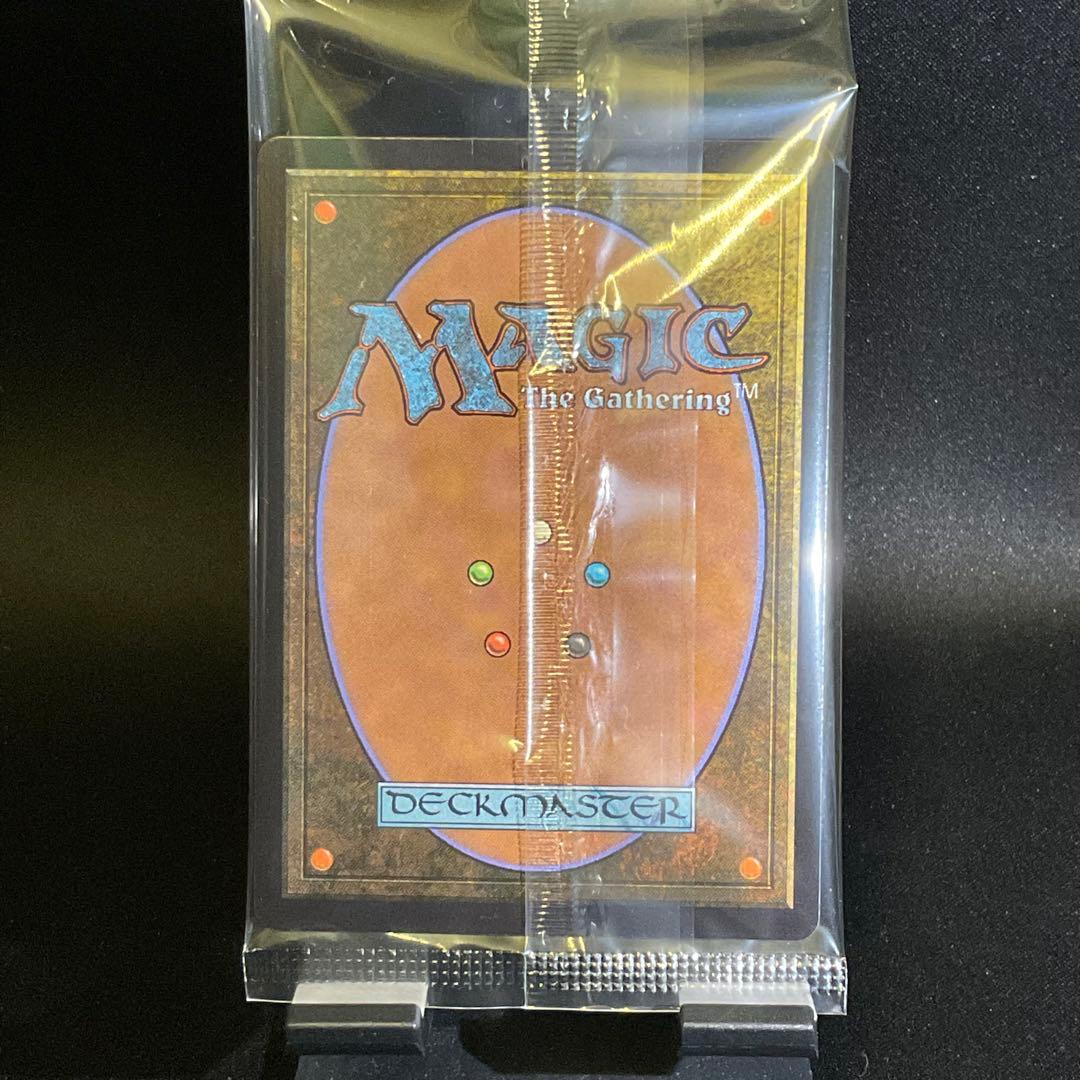 MAGIC
The Gathering™
DECKMASTER